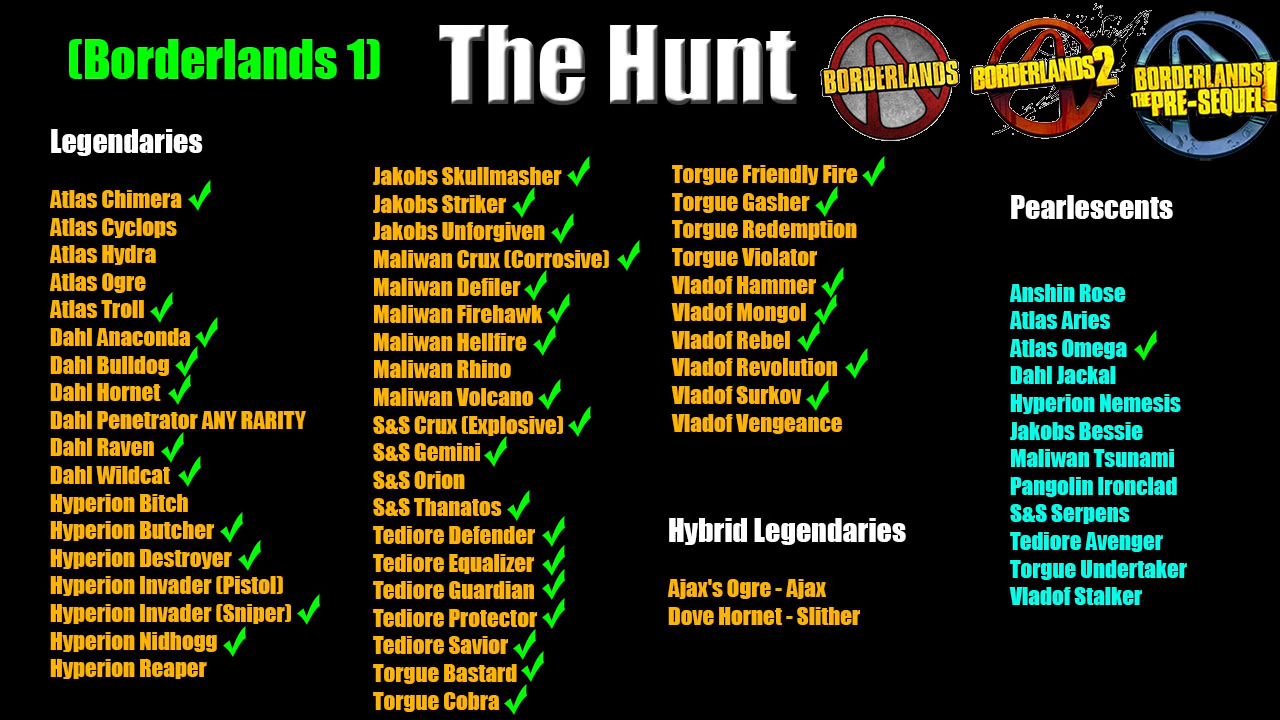 (Borderlands 1)
The Hunt
BORDERLANDS
BORDERLANDS 2
BORDERLANDS
THE PRE-SEQUEL!
Legendaries
Atlas Chimera
Atlas Cyclops
Atlas Hydra
Atlas Ogre
Atlas Troll
Dahl Anaconda
Dahl Bulldog
Dahl Hornet
Dahl Penetrator ANY RARITY
Dahl Raven
Dahl Wildcat
Hyperion Bitch
Hyperion Butcher
Hyperion Destroyer
Hyperion Invader (Pistol)
Hyperion Invader (Sniper)
Hyperion Nidhogg
Hyperion Reaper
Jakobs Skullmasher
Jakobs Striker
Jakobs Unforgiven
Maliwan Crux (Corrosive)
Maliwan Defiler
Maliwan Firehawk
Maliwan Hellfire
Maliwan Rhino
Maliwan Volcano
S&S Crux (Explosive)
S&S Gemini
S&S Orion
S&S Thanatos
Tediore Defender
Tediore Equalizer
Tediore Guardian
Tediore Protector
Tediore Savior
Torgue Bastard
Torgue Cobra
Torgue Friendly Fire
Torgue Gasher
Torgue Redemption
Torgue Violator
Vladof Hammer
Vladof Mongol
Vladof Rebel
Vladof Revolution
Vladof Surkov
Vladof Vengeance
Hybrid Legendaries
Ajax's Ogre - Ajax
Dove Hornet - Slither
Pearlescents
Anshin Rose
Atlas Aries
Atlas Omega
Dahl Jackal
Hyperion Nemesis
Jakobs Bessie
Maliwan Tsunami
Pangolin Ironclad
S&S Serpens
Tediore Avenger
Torgue Undertaker
Vladof Stalker